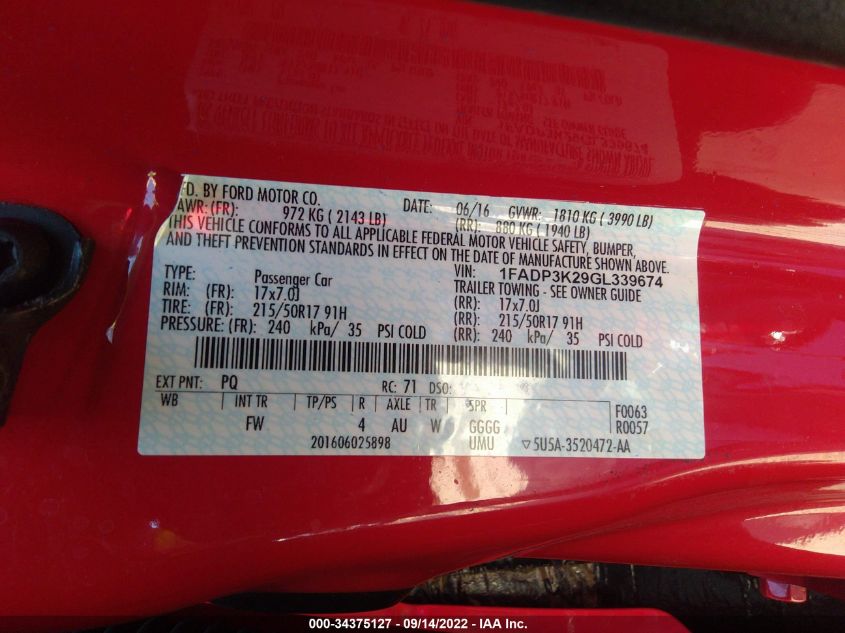 FD. BY FORD MOTOR CO. DATE: 06/16 GVWR: 1810 KG ( 3990 LB)
AWR: (FR): 972 KG ( 2143 LB) (RR): 880 KG ( 1940 LB)
THIS VEHICLE CONFORMS TO ALL APPLICABLE FEDERAL MOTOR VEHICLE SAFETY, BUMPER,
AND THEFT PREVENTION STANDARDS IN EFFECT ON THE DATE OF MANUFACTURE SHOWN ABOVE.
VIN: 1FADP3K29GL339674
TYPE: Passenger Car TRAILER TOWING - SEE OWNER GUIDE
RIM: (FR): 17x7.0J (RR): 17x7.0J
TIRE: (FR): 215/50R17 91H (RR): 215/50R17 91H
PRESSURE: (FR): 240 kPa/ 35 PSI COLD (RR): 240 kPa/ 35 PSI COLD
EXT PNT: PQ RC: 71 DSO:
WB INT TR TP/PS R AXLE TR SPR F0063
FW 4 AU W GGGG R0057
201606025898 UMU ▽5U5A-3520472-AA
000-34375127 - 09/14/2022 - IAA Inc.